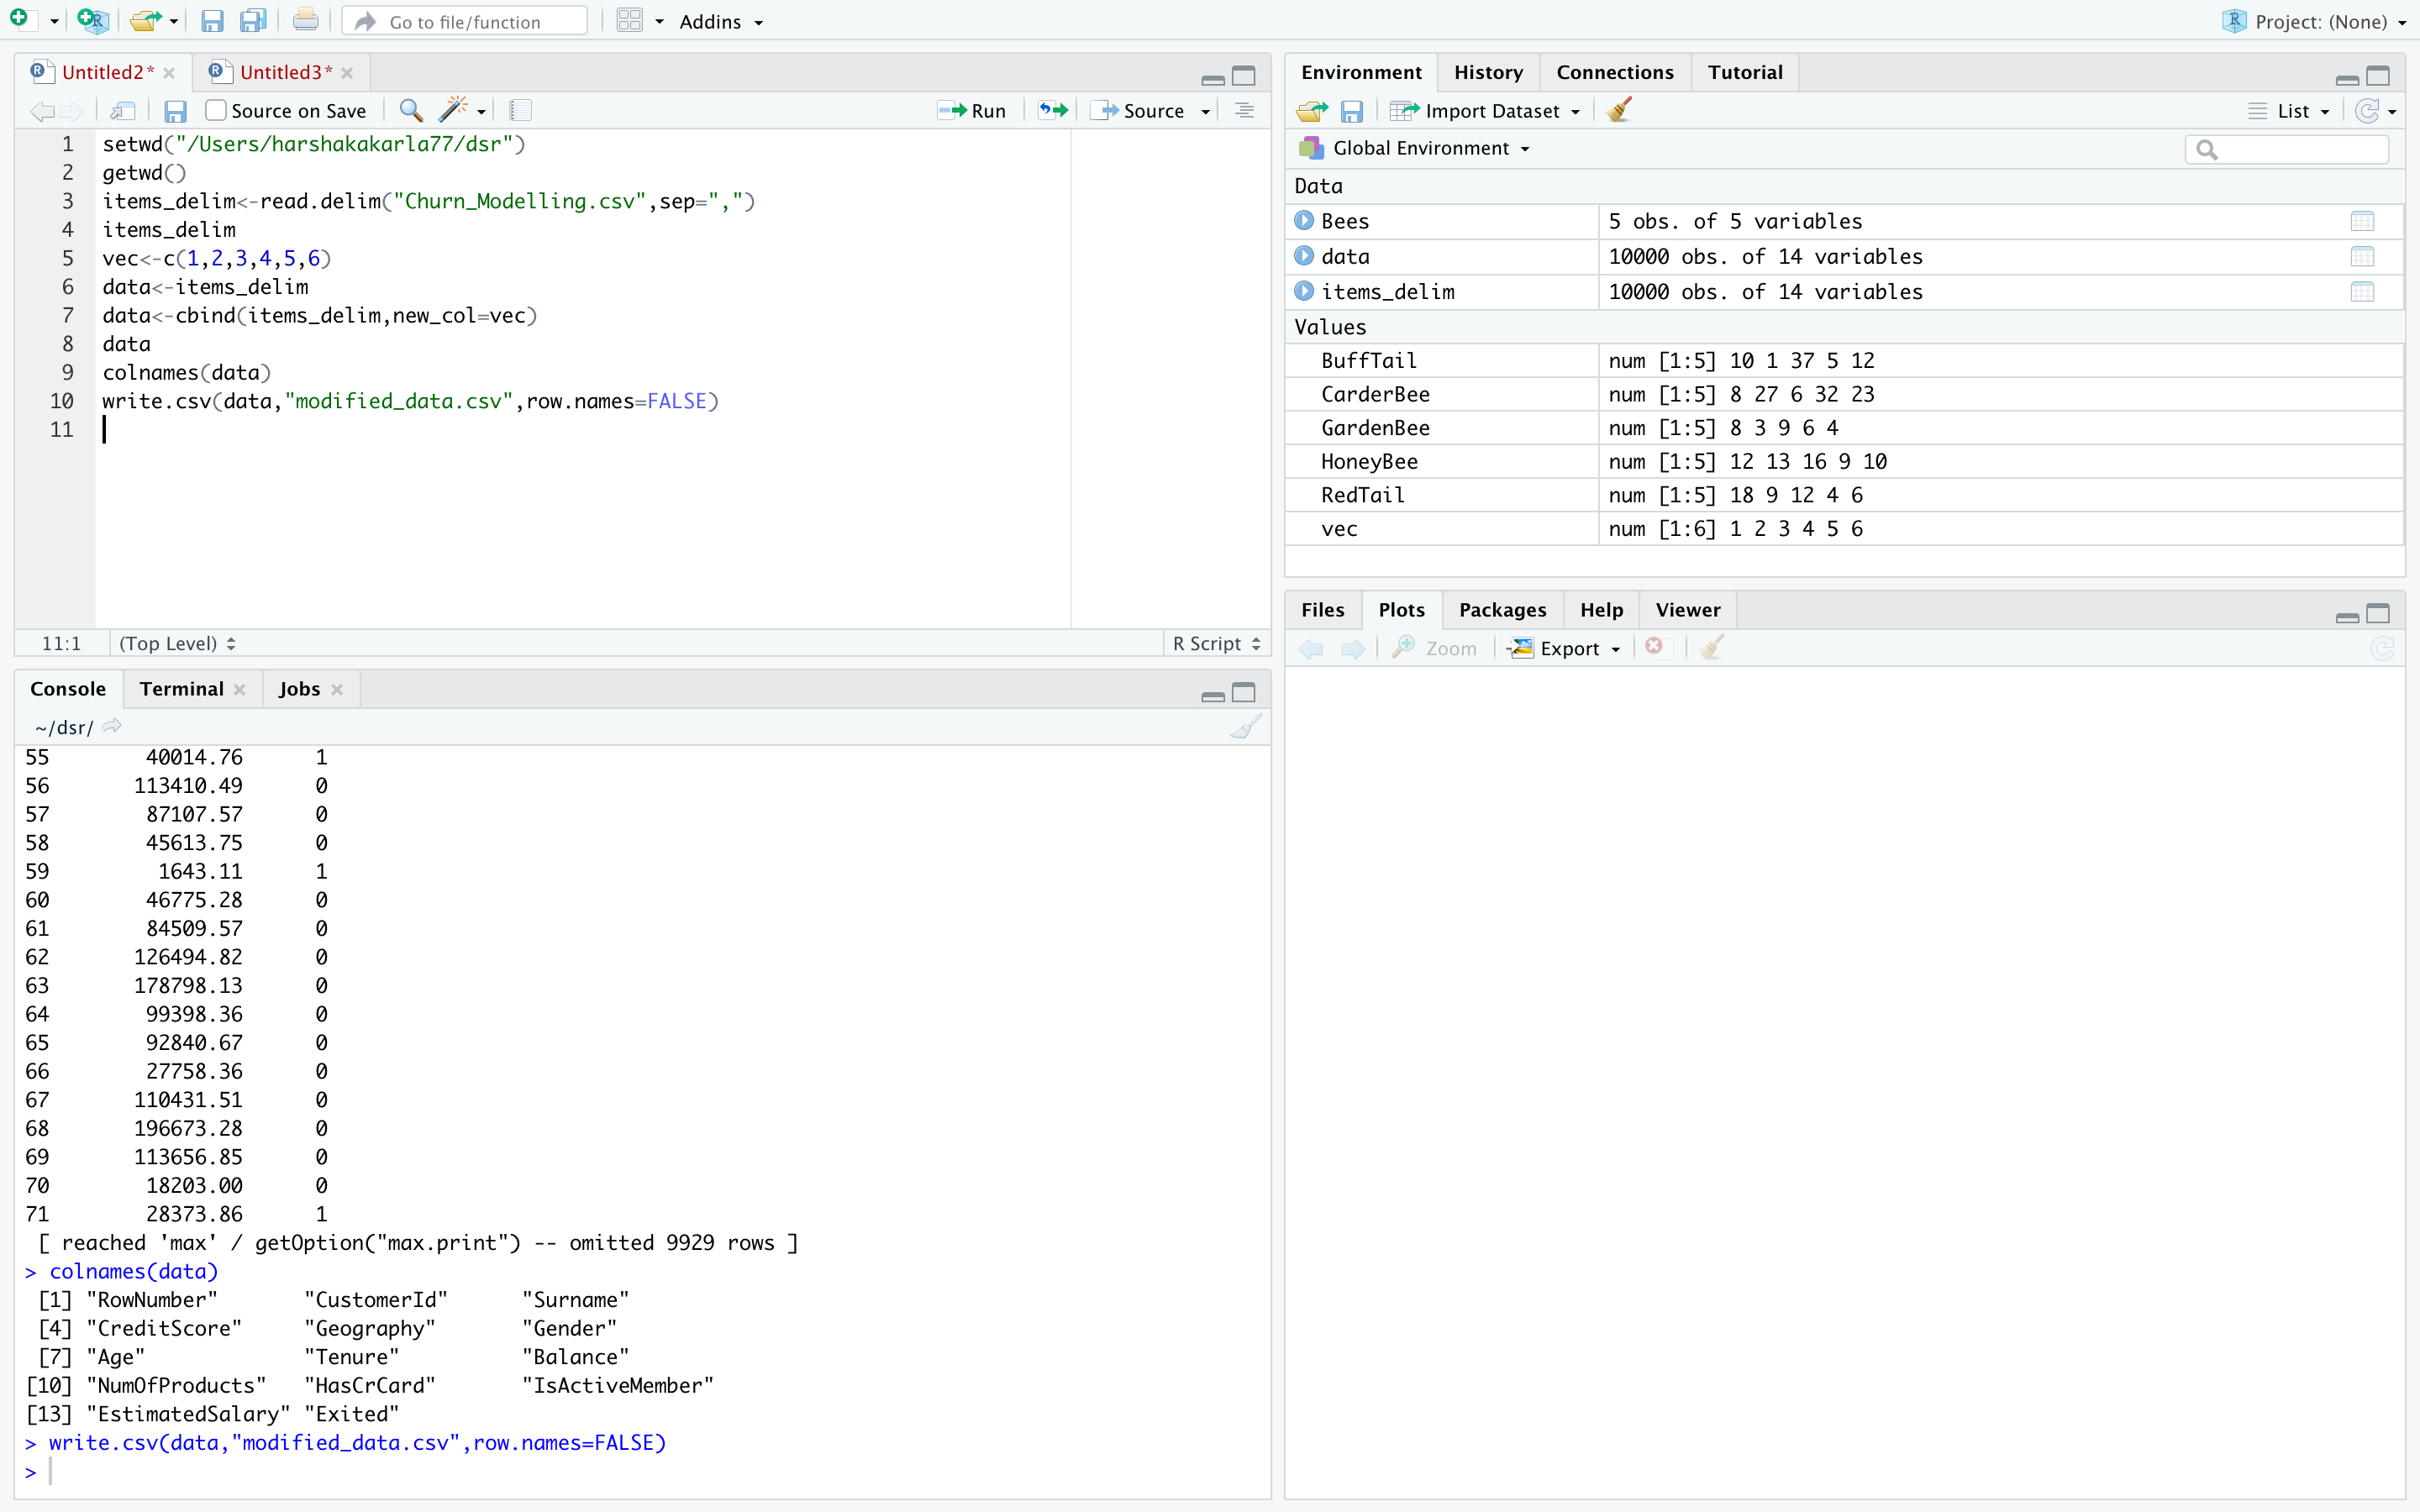 Go to file/function
Addins
Project: (None)
Untitled2*
Untitled3*
Source on Save
Run
Source
1 setwd("/Users/harshakakarla77/dsr")
2 getwd()
3 items_delim<-read.delim("Churn_Modelling.csv",sep=",")
4 items_delim
5 vec<-c(1,2,3,4,5,6)
6 data<-items_delim
7 data<-cbind(items_delim,new_col=vec)
8 data
9 colnames(data)
10 write.csv(data,"modified_data.csv",row.names=FALSE)
11
11:1 (Top Level) R Script
Console Terminal Jobs
~/dsr/
55 40014.76 1
56 113410.49 0
57 87107.57 0
58 45613.75 0
59 1643.11 1
60 46775.28 0
61 84509.57 0
62 126494.82 0
63 178798.13 0
64 99398.36 0
65 92840.67 0
66 27758.36 0
67 110431.51 0
68 196673.28 0
69 113656.85 0
70 18203.00 0
71 28373.86 1
[ reached 'max' / getOption("max.print") -- omitted 9929 rows ]
> colnames(data)
[1] "RowNumber" "CustomerId" "Surname"
[4] "CreditScore" "Geography" "Gender"
[7] "Age" "Tenure" "Balance"
[10] "NumOfProducts" "HasCrCard" "IsActiveMember"
[13] "EstimatedSalary" "Exited"
> write.csv(data,"modified_data.csv",row.names=FALSE)
>
Environment History Connections Tutorial
Import Dataset
List
Global Environment
Data
Bees 5 obs. of 5 variables
data 10000 obs. of 14 variables
items_delim 10000 obs. of 14 variables
Values
BuffTail num [1:5] 10 1 37 5 12
CarderBee num [1:5] 8 27 6 32 23
GardenBee num [1:5] 8 3 9 6 4
HoneyBee num [1:5] 12 13 16 9 10
RedTail num [1:5] 18 9 12 4 6
vec num [1:6] 1 2 3 4 5 6
Files Plots Packages Help Viewer
Zoom Export